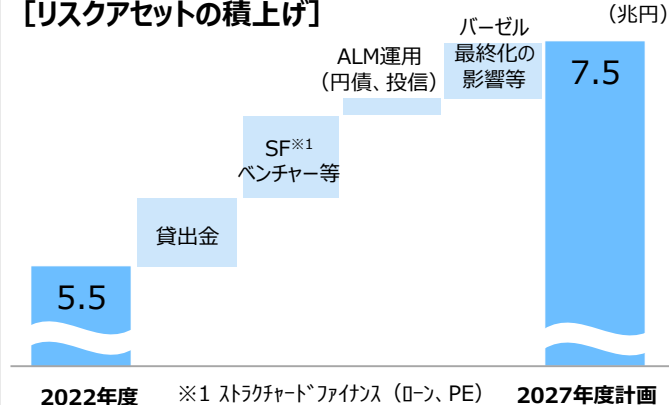 [リスクアセットの積上げ]
(兆円)
バーゼル
最終化の
影響等
ALM運用
(円債、投信)
7.5
SF※1
ベンチャー等
貸出金
5.5
2022年度
※1 ｽﾄﾗｸﾁｬｰﾄﾞﾌｧｲﾅﾝｽ（ﾛｰﾝ、PE）
2027年度計画